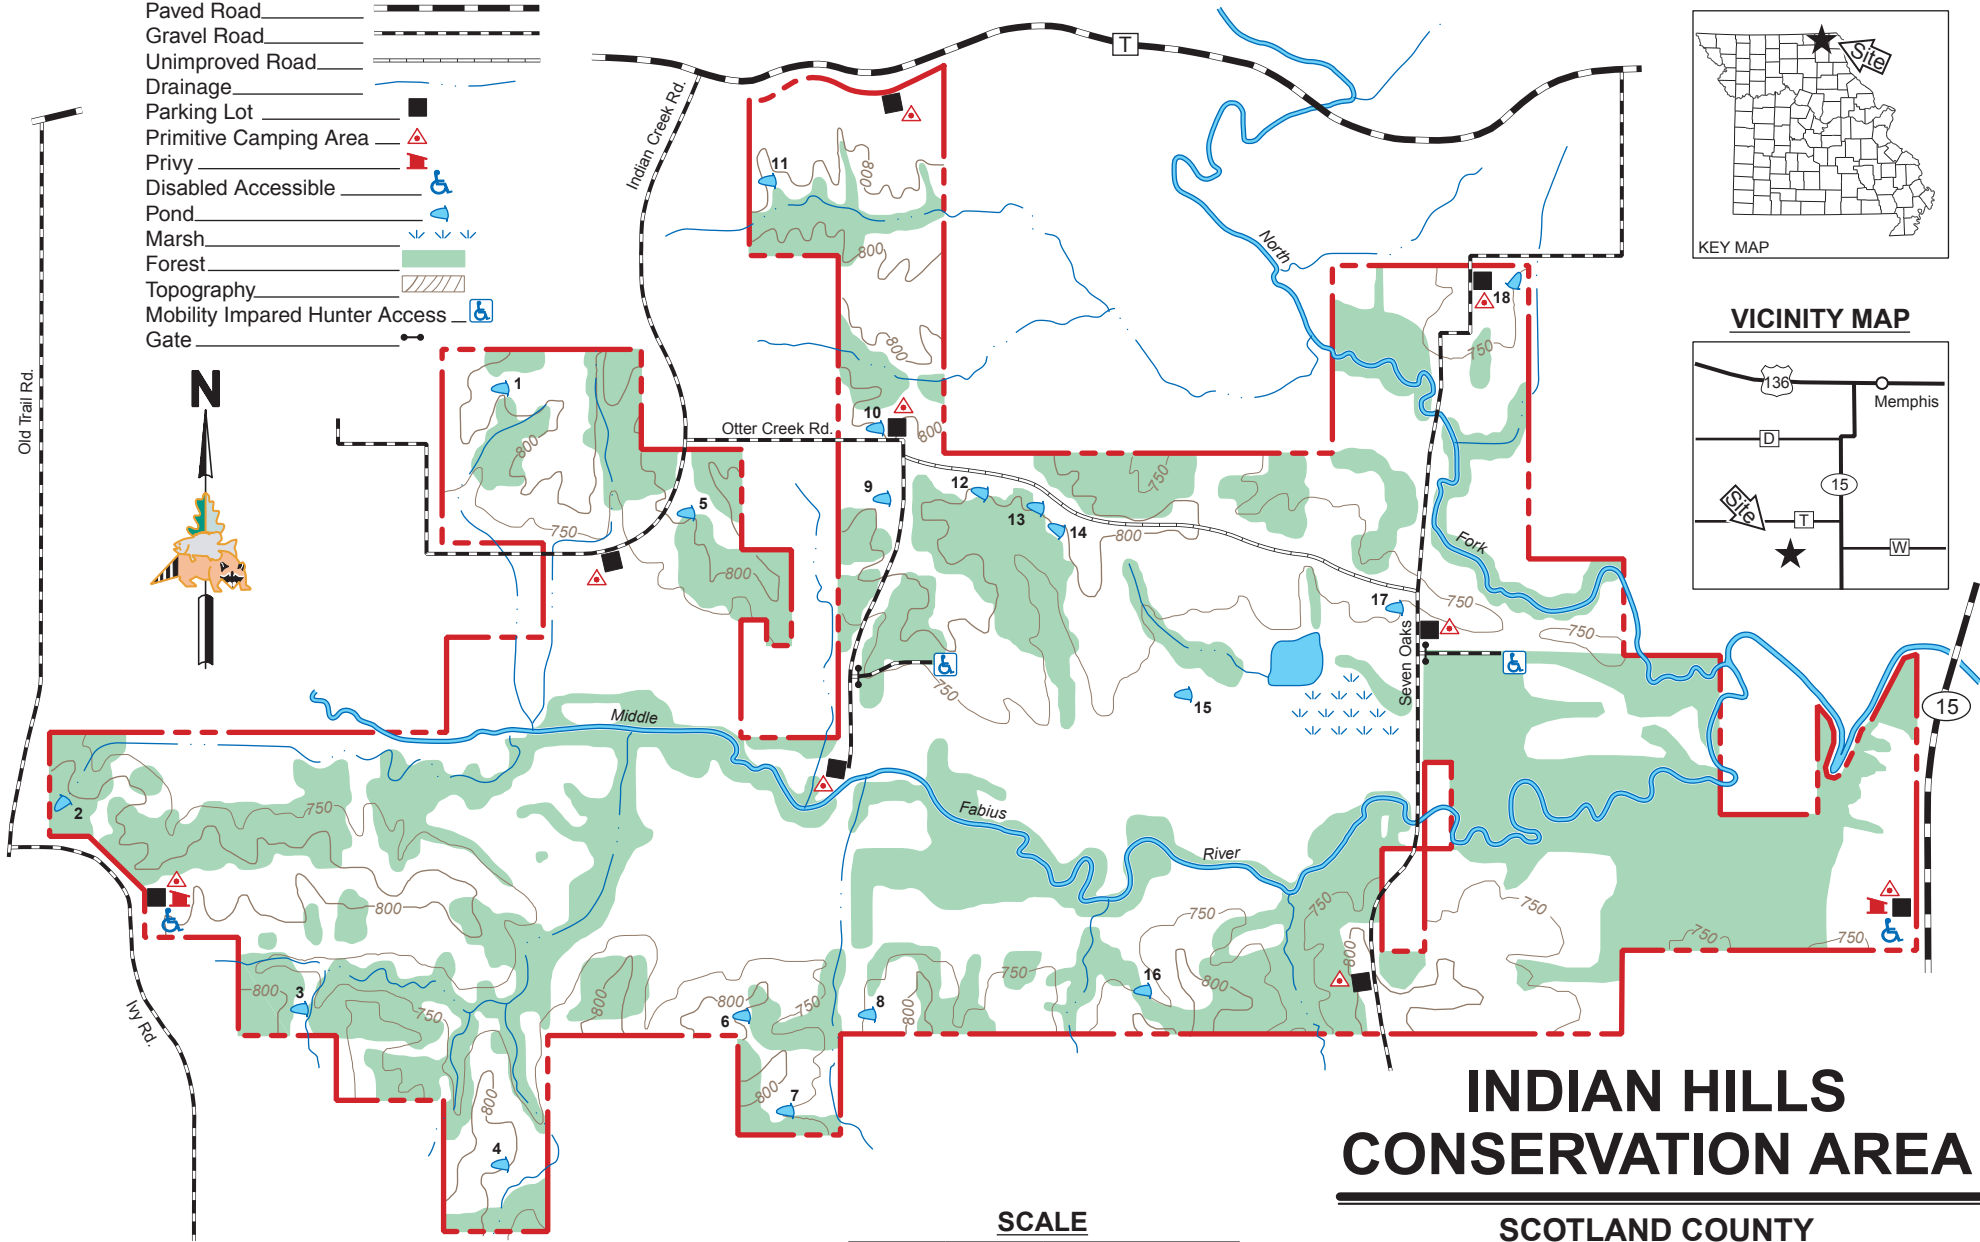 Paved Road
Gravel Road
Unimproved Road
Drainage
Parking Lot
Primitive Camping Area
Privy
Disabled Accessible
Pond
Marsh
Forest
Topography
Mobility Impared Hunter Access
Gate
N
Old Trail Rd.
Indian Creek Rd.
T
Site
KEY MAP
VICINITY MAP
136
Memphis
D
15
Site
T
W
11
800
800
North
18
750
1
800
800
10
800
Otter Creek Rd.
750
5
800
9
12
13
14
800
750
Fork
17
750
750
Seven Oaks
15
750
15
Middle
2
750
800
Fabius
River
750
750
750
800
750
750
3
800
750
800
800
6
750
8
800
750
16
800
Ivy Rd.
800
7
800
4
INDIAN HILLS
CONSERVATION AREA
SCOTLAND COUNTY
SCALE